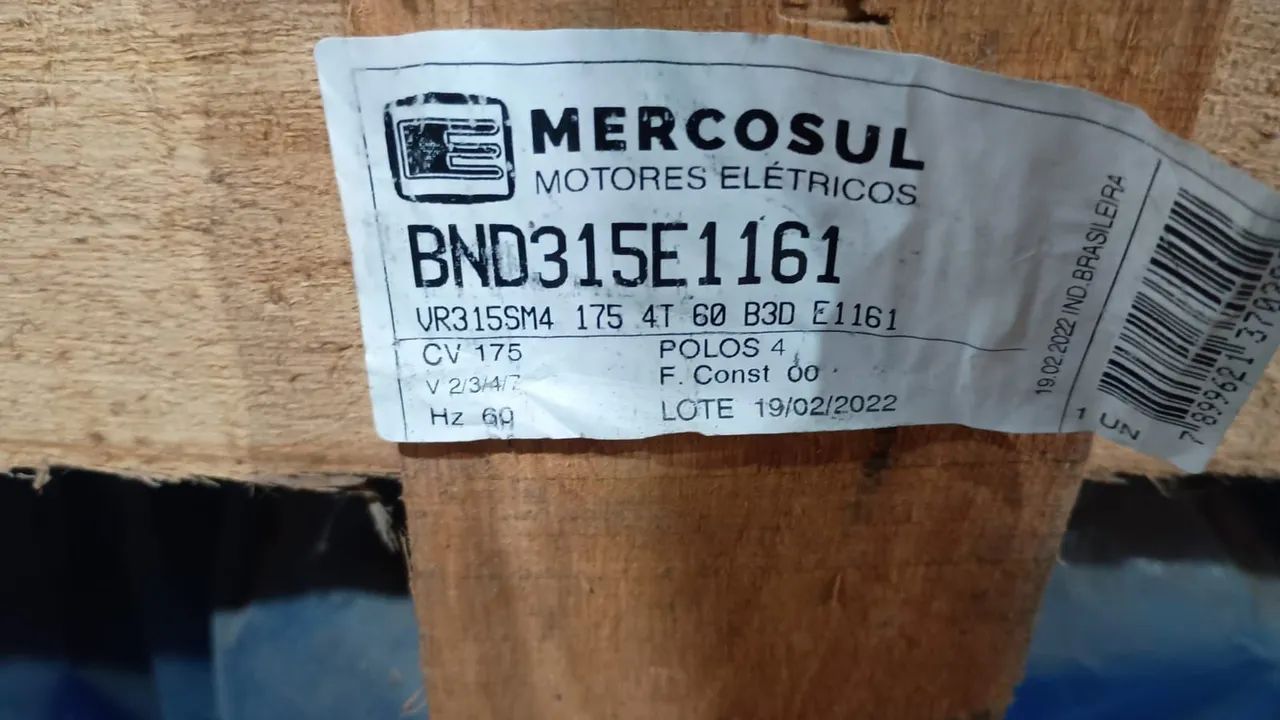 MERCOSUL
MOTORES ELÉTRICOS
BND315E1161
VR315SM4 175 4T 60 B3D E1161
CV 175 POLOS 4
V 2/3/4/7 F. Const 00
Hz 60 LOTE 19/02/2022
19.02.2022 IND.BRASILEIRA
1 UN